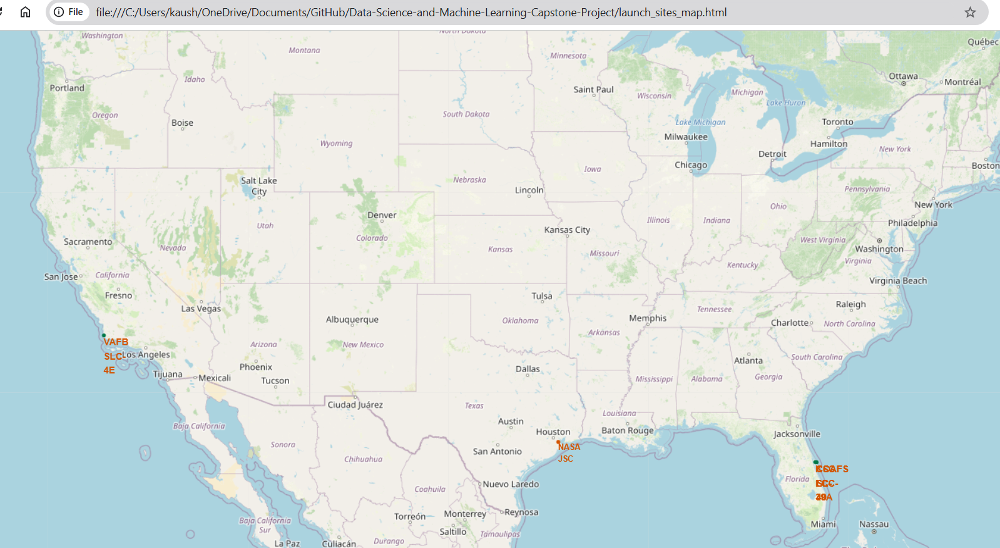 File
file:///C:/Users/kaush/OneDrive/Documents/GitHub/Data-Science-and-Machine-Learning-Capstone-Project/launch_sites_map.html
Washington
North Dakota
Montana
Minnesota
Québec
Portland
Idaho
Saint Paul
Wisconsin
Michigan
Ottawa
Montréal
Lake Huron
Oregon
Boise
South Dakota
Lake Michigan
Toronto
Milwaukee
Hamilton
Wyoming
Detroit
New York
Chicago
Iowa
Boston
Salt Lake
City
Nebraska
Lincoln
Pennsylvania
New York
Ohio
Denver
Utah
Illinois
Indiana
Philadelphia
Kansas City
Colorado
Sacramento
Nevada
Kansas
Missouri
West Virginia
Washington
Virginia
Kentucky
San Jose
California
Virginia Beach
Fresno
Tulsa
Las Vegas
Tennessee
Raleigh
Albuquerque
Oklahoma
Memphis
Charlotte
North Carolina
Arkansas
VAFB
SLC-
4E
Los Angeles
Arizona
New Mexico
South Carolina
Phoenix
Atlanta
Tijuana
Mexicali
Tucson
Dallas
Mississippi
Alabama
Georgia
Ciudad Juárez
Texas
Louisiana
Baja California
Austin
Houston
Baton Rouge
Jacksonville
Sonora
San Antonio
NASA
JSC
Chihuahua
Florida
Coahuila
Nuevo Laredo
Reynosa
Monterrey
Torreón
Baja California
Sur
Saltillo
Tamaulipas
Miami
Nassau
La Paz
Culiacán
Durango